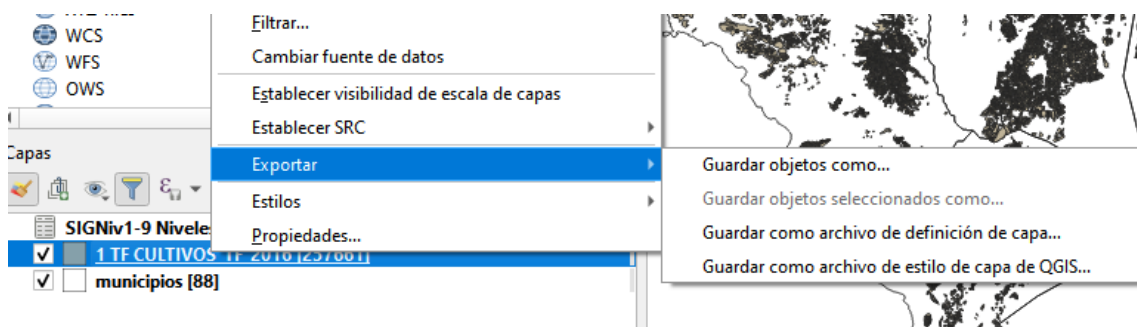 WCS
WFS
OWS
Filtrar...
Cambiar fuente de datos
Establecer visibilidad de escala de capas
Establecer SRC
Exportar
Estilos
Propiedades...
Guardar objetos como...
Guardar objetos seleccionados como...
Guardar como archivo de definición de capa...
Guardar como archivo de estilo de capa de QGIS...
Capas
SIGNiv1-9 Nivele
1 TF CULTIVOS TF 2016 [257661]
municipios [88]